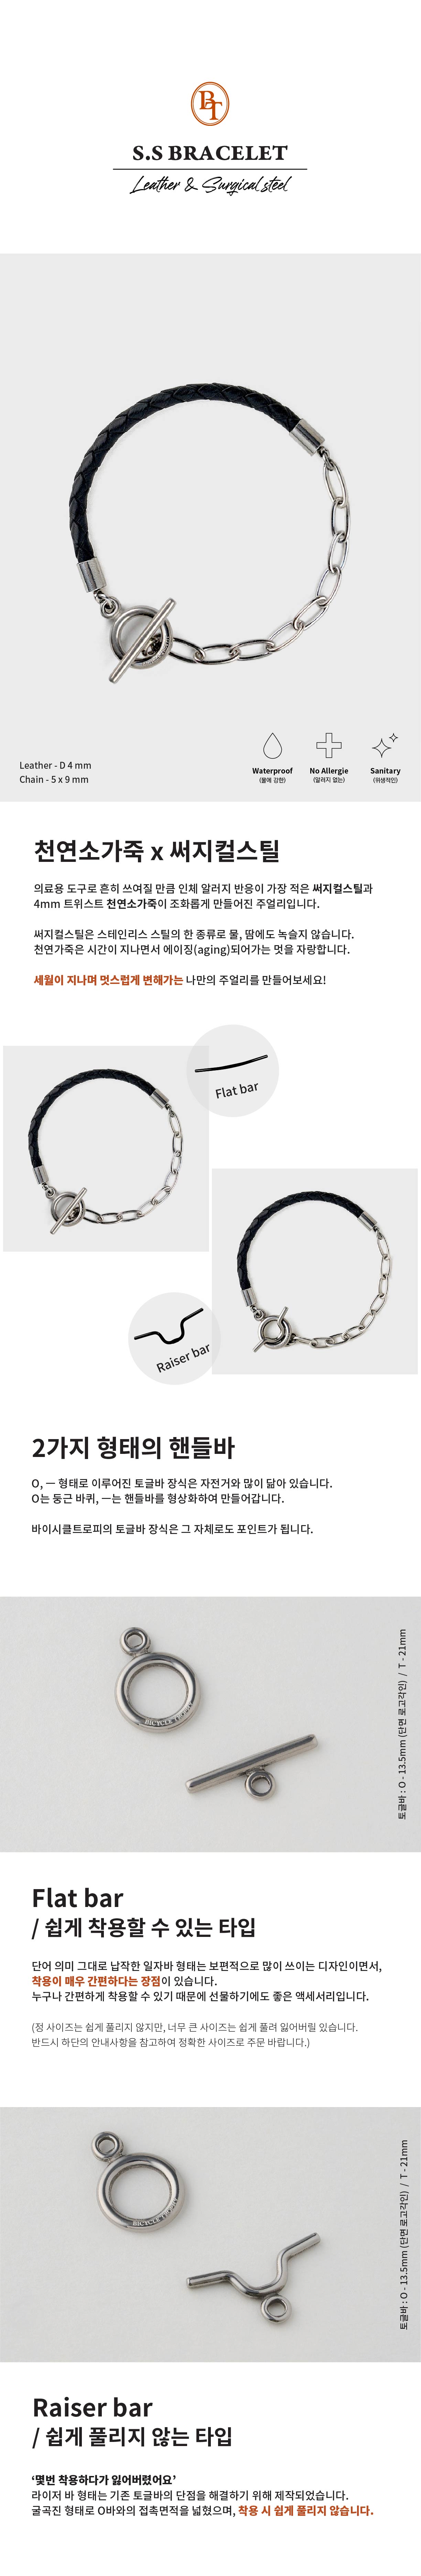 BT
S.S BRACELET
Leather & Surgical steel
Leather - D 4 mm
Chain - 5 x 9 mm
Waterproof
(물에 강한)
No Allergie
(알러지 없는)
Sanitary
(위생적인)
천연소가죽 x 써지컬스틸
의료용 도구로 흔히 쓰여질 만큼 인체 알러지 반응이 가장 적은 써지컬스틸과
4mm 트위스트 천연소가죽이 조화롭게 만들어진 주얼리입니다.
써지컬스틸은 스테인리스 스틸의 한 종류로 물, 땀에도 녹슬지 않습니다.
천연가죽은 시간이 지나면서 에이징(aging)되어가는 멋을 자랑합니다.
세월이 지나며 멋스럽게 변해가는 나만의 주얼리를 만들어보세요!
Flat bar
Raiser bar
2가지 형태의 핸들바
O, ㅡ 형태로 이루어진 토글바 장식은 자전거와 많이 닮아 있습니다.
O는 둥근 바퀴, ㅡ는 핸들바를 형상화하여 만들어갑니다.
바이시클트로피의 토글바 장식은 그 자체로도 포인트가 됩니다.
BICYCLE TROPHY
토글바 : O - 13.5mm (단면 로고각인) / T - 21mm
Flat bar
/ 쉽게 착용할 수 있는 타입
단어 의미 그대로 납작한 일자바 형태는 보편적으로 많이 쓰이는 디자인이면서,
착용이 매우 간편하다는 장점이 있습니다.
누구나 간편하게 착용할 수 있기 때문에 선물하기에도 좋은 액세서리입니다.
(정 사이즈는 쉽게 풀리지 않지만, 너무 큰 사이즈는 쉽게 풀려 잃어버릴 있습니다.
반드시 하단의 안내사항을 참고하여 정확한 사이즈로 주문 바랍니다.)
BICYCLE TROPHY
토글바 : O - 13.5mm (단면 로고각인) / T - 21mm
Raiser bar
/ 쉽게 풀리지 않는 타입
‘몇번 착용하다가 잃어버렸어요’
라이저 바 형태는 기존 토글바의 단점을 해결하기 위해 제작되었습니다.
굴곡진 형태로 O바와의 접촉면적을 넓혔으며, 착용 시 쉽게 풀리지 않습니다.